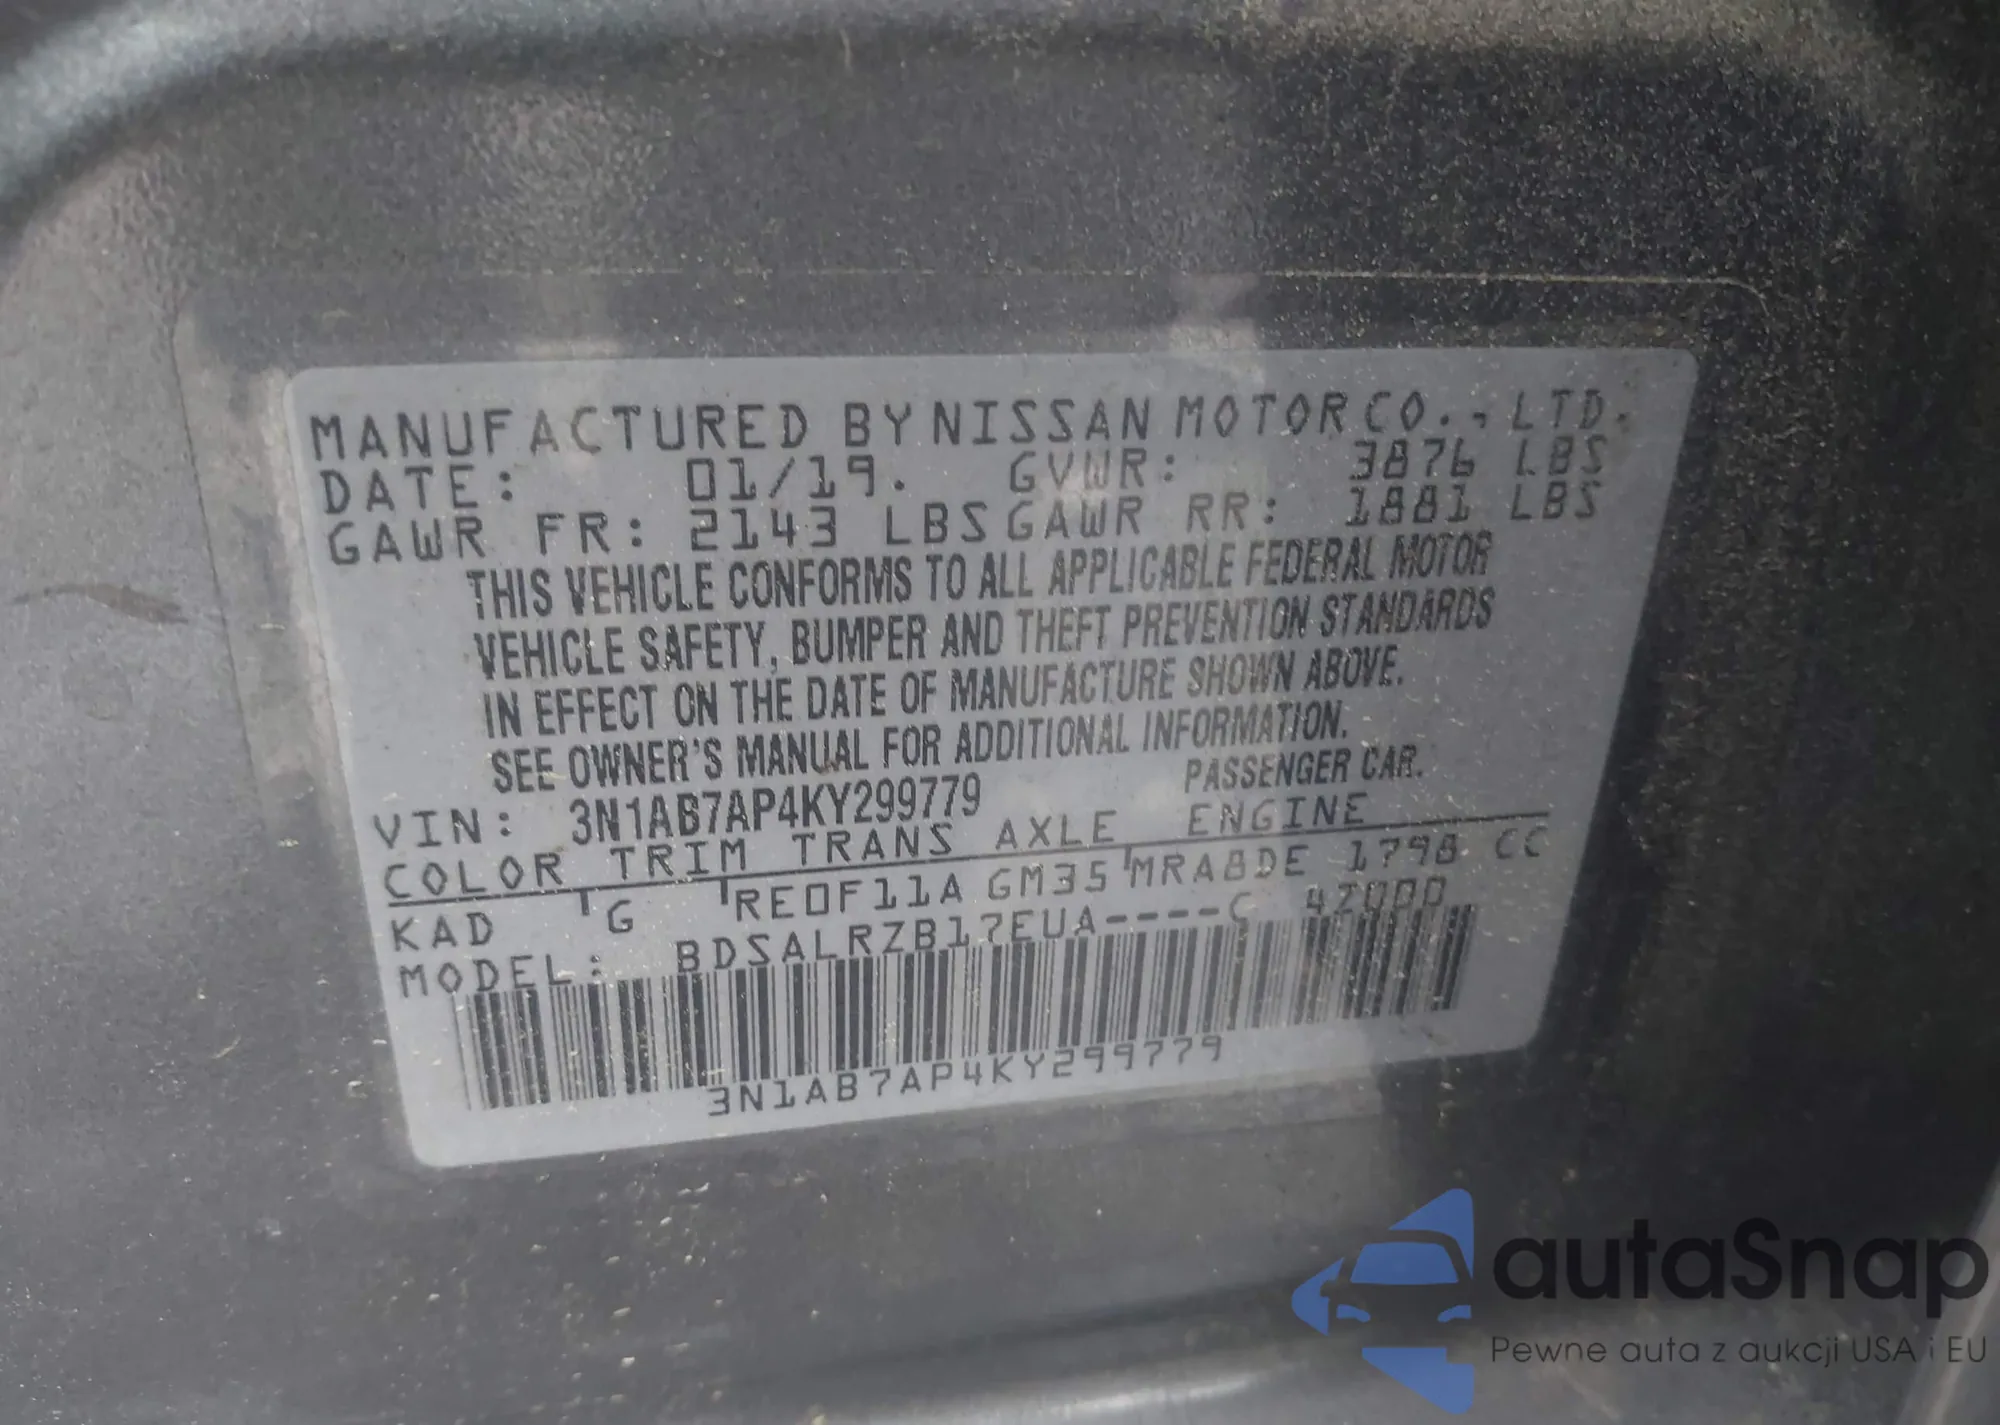 MANUFACTURED BY NISSAN MOTOR CO., LTD.
DATE: 01/19. GVWR: 3876 LBS
GAWR FR: 2143 LBS GAWR RR: 1881 LBS
THIS VEHICLE CONFORMS TO ALL APPLICABLE FEDERAL MOTOR
VEHICLE SAFETY, BUMPER AND THEFT PREVENTION STANDARDS
IN EFFECT ON THE DATE OF MANUFACTURE SHOWN ABOVE.
SEE OWNER'S MANUAL FOR ADDITIONAL INFORMATION.
VIN: 3N1AB7AP4KY299779 PASSENGER CAR.
COLOR TRIM TRANS AXLE ENGINE
KAD G RE0F11A GM35 MRA8DE 1798 CC
MODEL: BDSALRZB17EUA----C
3N1AB7AP4KY299779
autaSnap
Pewne auta z aukcji USA i EU